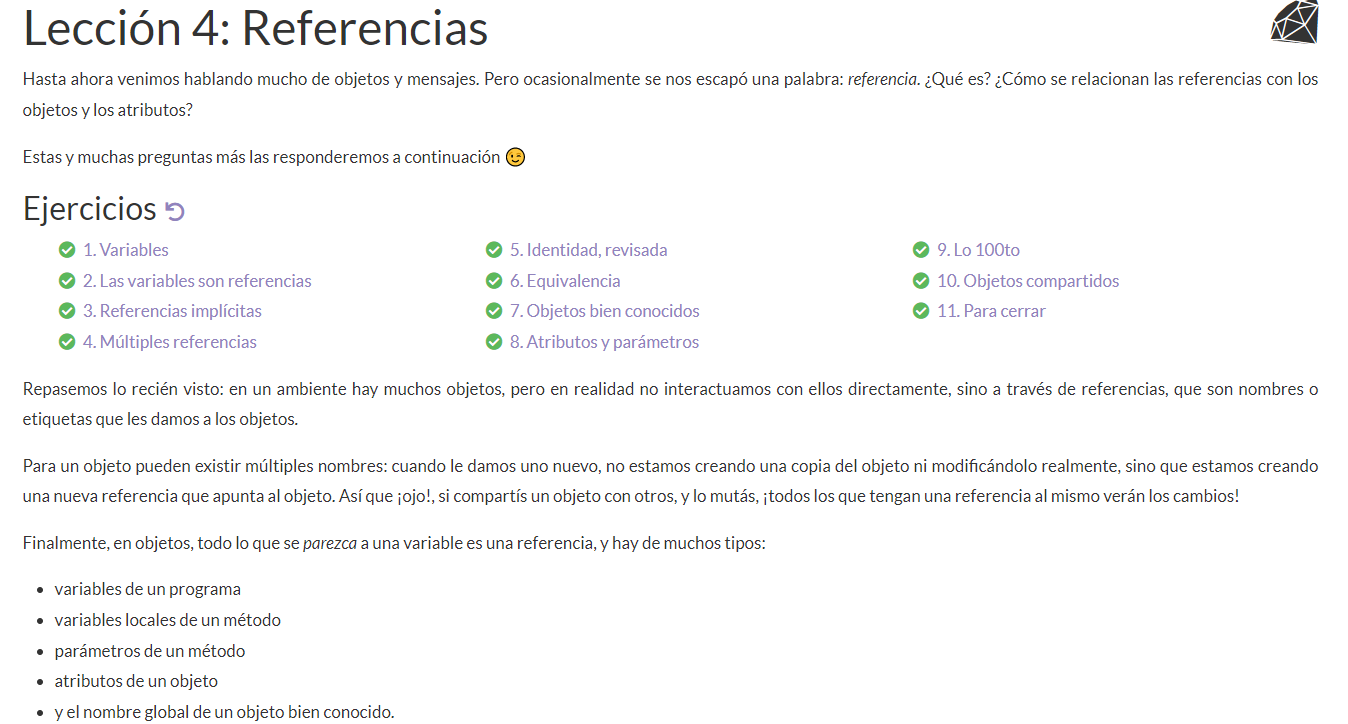 Lección 4: Referencias
Hasta ahora venimos hablando mucho de objetos y mensajes. Pero ocasionalmente se nos escapó una palabra: referencia. ¿Qué es? ¿Cómo se relacionan las referencias con los
objetos y los atributos?
Estas y muchas preguntas más las responderemos a continuación 😉
Ejercicios
1. Variables
2. Las variables son referencias
3. Referencias implícitas
4. Múltiples referencias
5. Identidad, revisada
6. Equivalencia
7. Objetos bien conocidos
8. Atributos y parámetros
9. Lo 100to
10. Objetos compartidos
11. Para cerrar
Repasemos lo recién visto: en un ambiente hay muchos objetos, pero en realidad no interactuamos con ellos directamente, sino a través de referencias, que son nombres o
etiquetas que les damos a los objetos.
Para un objeto pueden existir múltiples nombres: cuando le damos uno nuevo, no estamos creando una copia del objeto ni modificándolo realmente, sino que estamos creando
una nueva referencia que apunta al objeto. Así que ¡ojo!, si compartís un objeto con otros, y lo mutás, ¡todos los que tengan una referencia al mismo verán los cambios!
Finalmente, en objetos, todo lo que se parezca a una variable es una referencia, y hay de muchos tipos:
• variables de un programa
• variables locales de un método
• parámetros de un método
• atributos de un objeto
• y el nombre global de un objeto bien conocido.